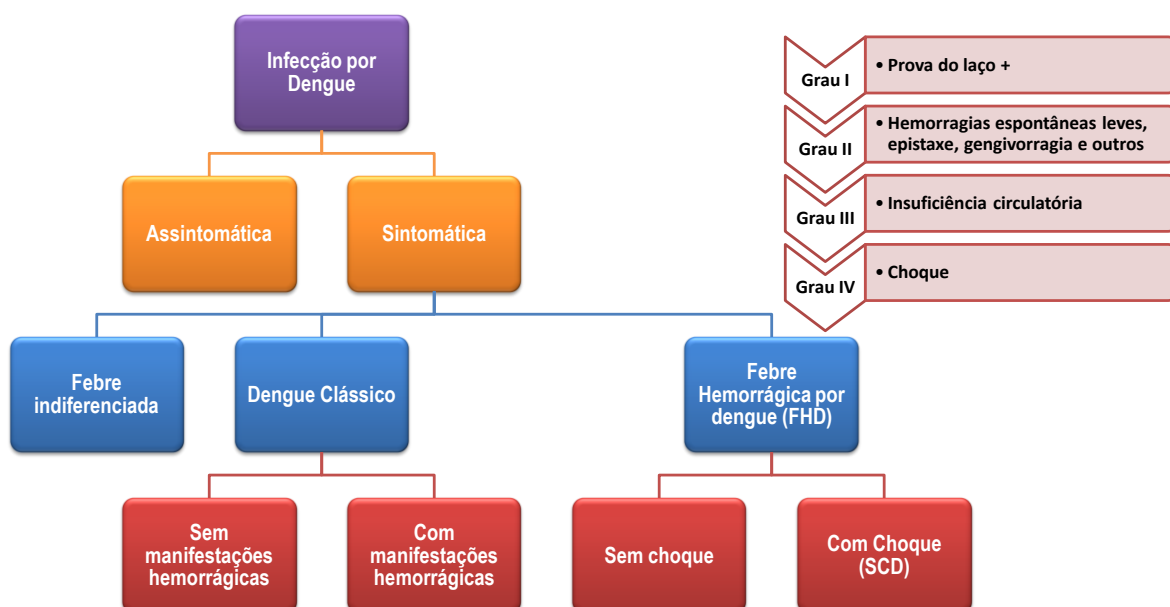 Infecção por
Dengue
Assintomática
Sintomática
Febre
indiferenciada
Dengue Clássico
Febre
Hemorrágica por
dengue (FHD)
Sem
manifestações
hemorrágicas
Com
manifestações
hemorrágicas
Sem choque
Com Choque
(SCD)
Grau I
• Prova do laço +
Grau II
• Hemorragias espontâneas leves,
epistaxe, gengivorragia e outros
Grau III
• Insuficiência circulatória
Grau IV
• Choque